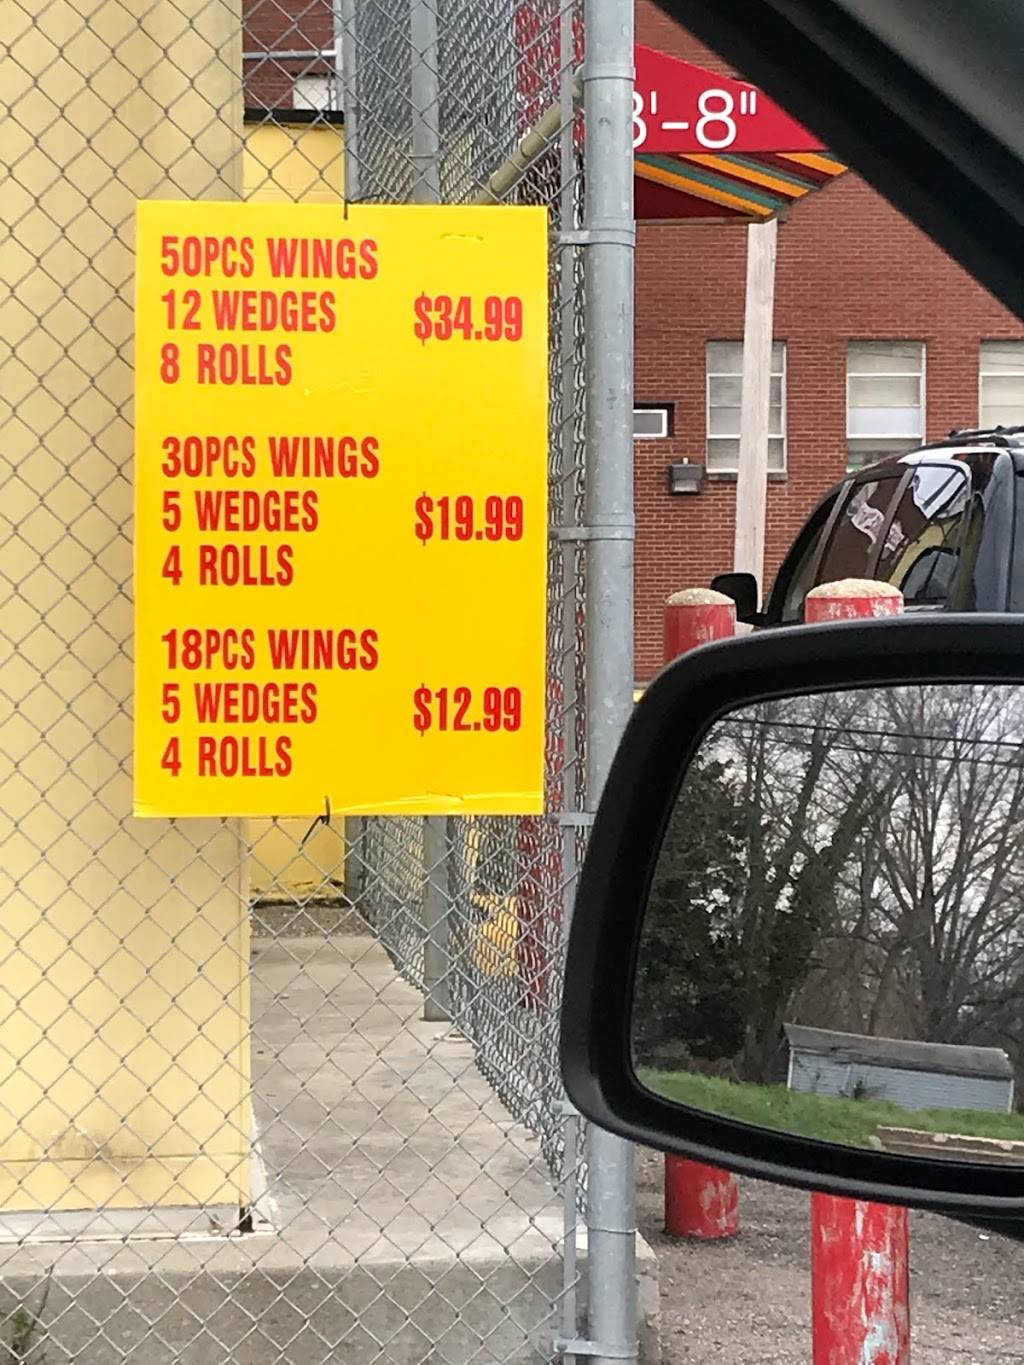 50PCS WINGS
12 WEDGES $34.99
8 ROLLS
30PCS WINGS
5 WEDGES $19.99
4 ROLLS
18PCS WINGS
5 WEDGES $12.99
4 ROLLS
8'-8"